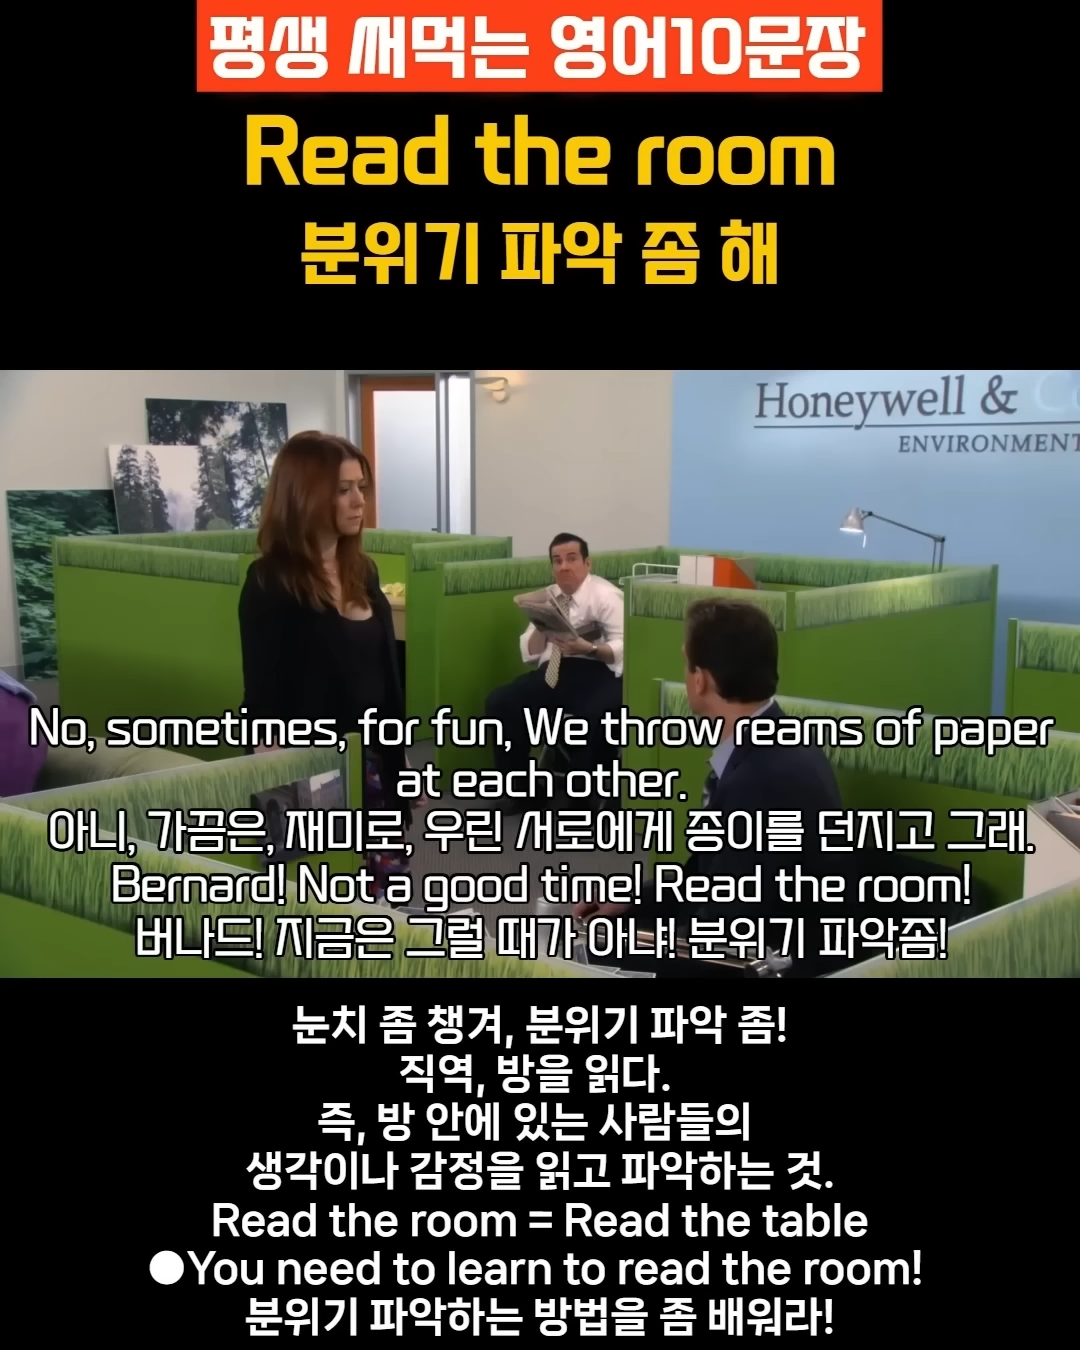 평생 써먹는 영어10문장
Read the room
분위기 파악 좀 해
Honeywell & Co
ENVIRONMENT
No, sometimes, for fun, We throw reams of paper
at each other.
아니, 가끔은, 재미로, 우린 서로에게 종이를 던지고 그래.
Bernard! Not a good time! Read the room!
버나드! 지금은 그럴 때가 아냐! 분위기 파악좀!
눈치 좀 챙겨, 분위기 파악 좀!
직역, 방을 읽다.
즉, 방 안에 있는 사람들의
생각이나 감정을 읽고 파악하는 것.
Read the room = Read the table
●You need to learn to read the room!
분위기 파악하는 방법을 좀 배워라!